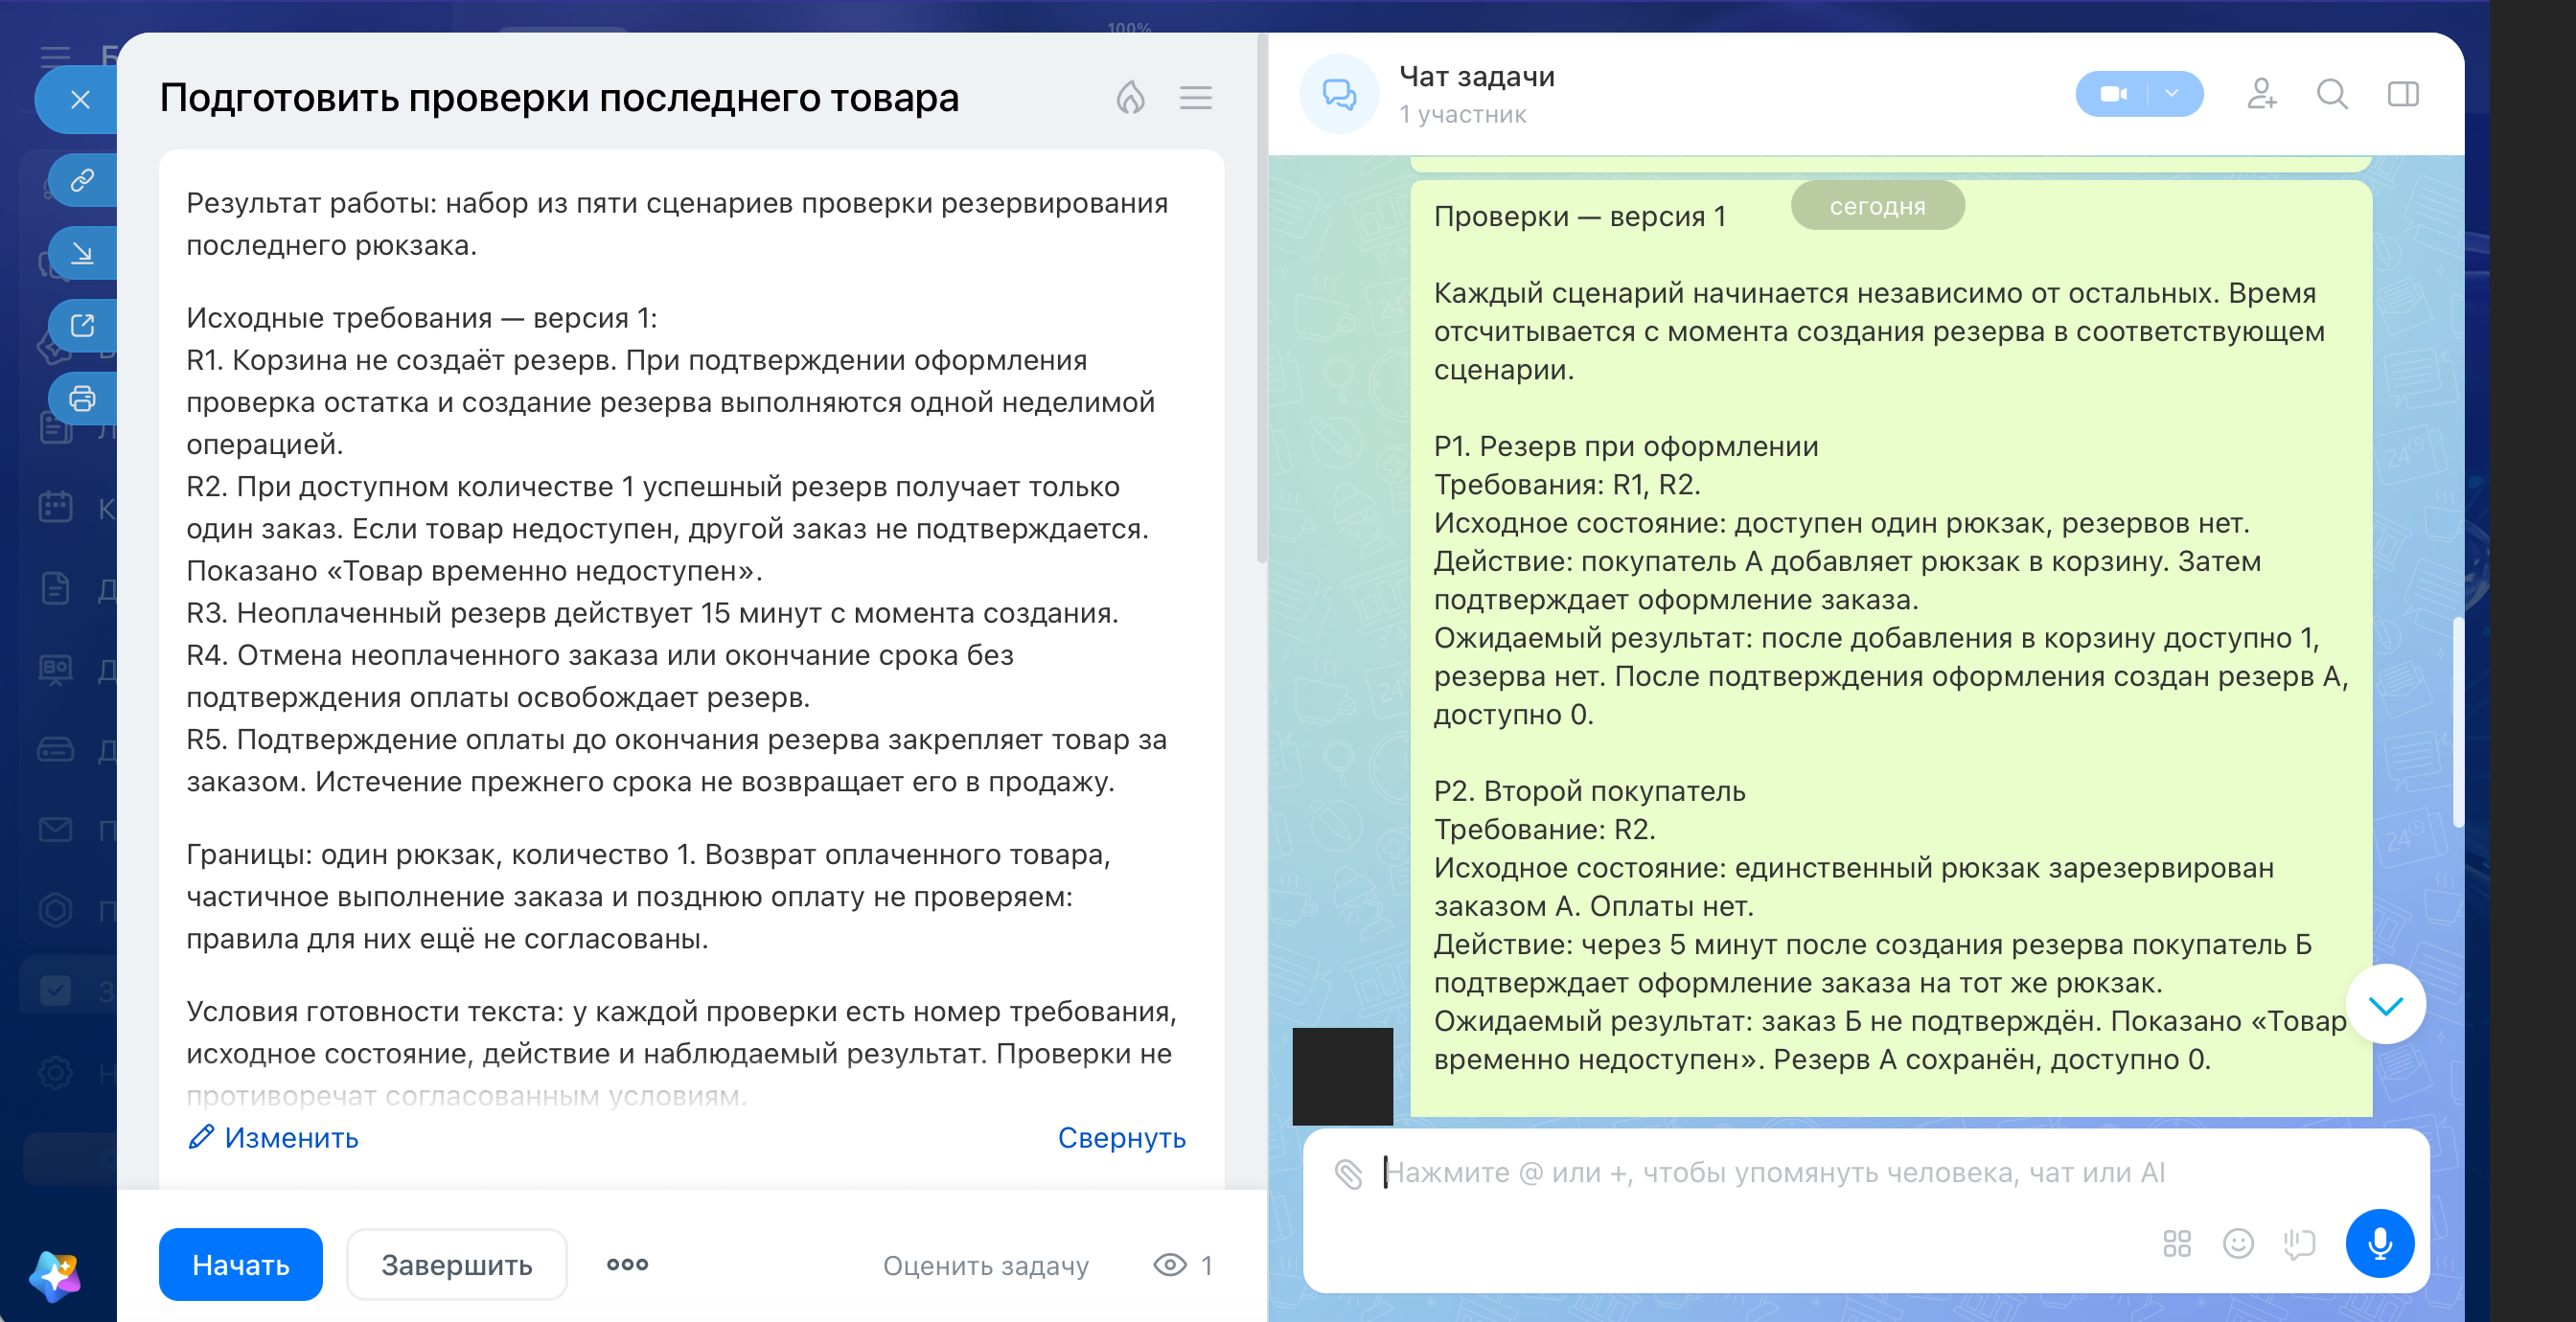 100%
Подготовить проверки последнего товара
Результат работы: набор из пяти сценариев проверки резервирования
последнего рюкзака.
Исходные требования — версия 1:
R1. Корзина не создаёт резерв. При подтверждении оформления
проверка остатка и создание резерва выполняются одной неделимой
операцией.
R2. При доступном количестве 1 успешный резерв получает только
один заказ. Если товар недоступен, другой заказ не подтверждается.
Показано «Товар временно недоступен».
R3. Неоплаченный резерв действует 15 минут с момента создания.
R4. Отмена неоплаченного заказа или окончание срока без
подтверждения оплаты освобождает резерв.
R5. Подтверждение оплаты до окончания резерва закрепляет товар за
заказом. Истечение прежнего срока не возвращает его в продажу.
Границы: один рюкзак, количество 1. Возврат оплаченного товара,
частичное выполнение заказа и позднюю оплату не проверяем:
правила для них ещё не согласованы.
Условия готовности текста: у каждой проверки есть номер требования,
исходное состояние, действие и наблюдаемый результат. Проверки не
противоречат согласованным условиям.
Изменить
Свернуть
Начать
Завершить
Оценить задачу
1
Чат задачи
1 участник
сегодня
Проверки — версия 1
Каждый сценарий начинается независимо от остальных. Время
отсчитывается с момента создания резерва в соответствующем
сценарии.
Р1. Резерв при оформлении
Требования: R1, R2.
Исходное состояние: доступен один рюкзак, резервов нет.
Действие: покупатель А добавляет рюкзак в корзину. Затем
подтверждает оформление заказа.
Ожидаемый результат: после добавления в корзину доступно 1,
резерва нет. После подтверждения оформления создан резерв А,
доступно 0.
Р2. Второй покупатель
Требование: R2.
Исходное состояние: единственный рюкзак зарезервирован
заказом А. Оплаты нет.
Действие: через 5 минут после создания резерва покупатель Б
подтверждает оформление заказа на тот же рюкзак.
Ожидаемый результат: заказ Б не подтверждён. Показано «Товар
временно недоступен». Резерв А сохранён, доступно 0.
Нажмите @ или +, чтобы упомянуть человека, чат или AI